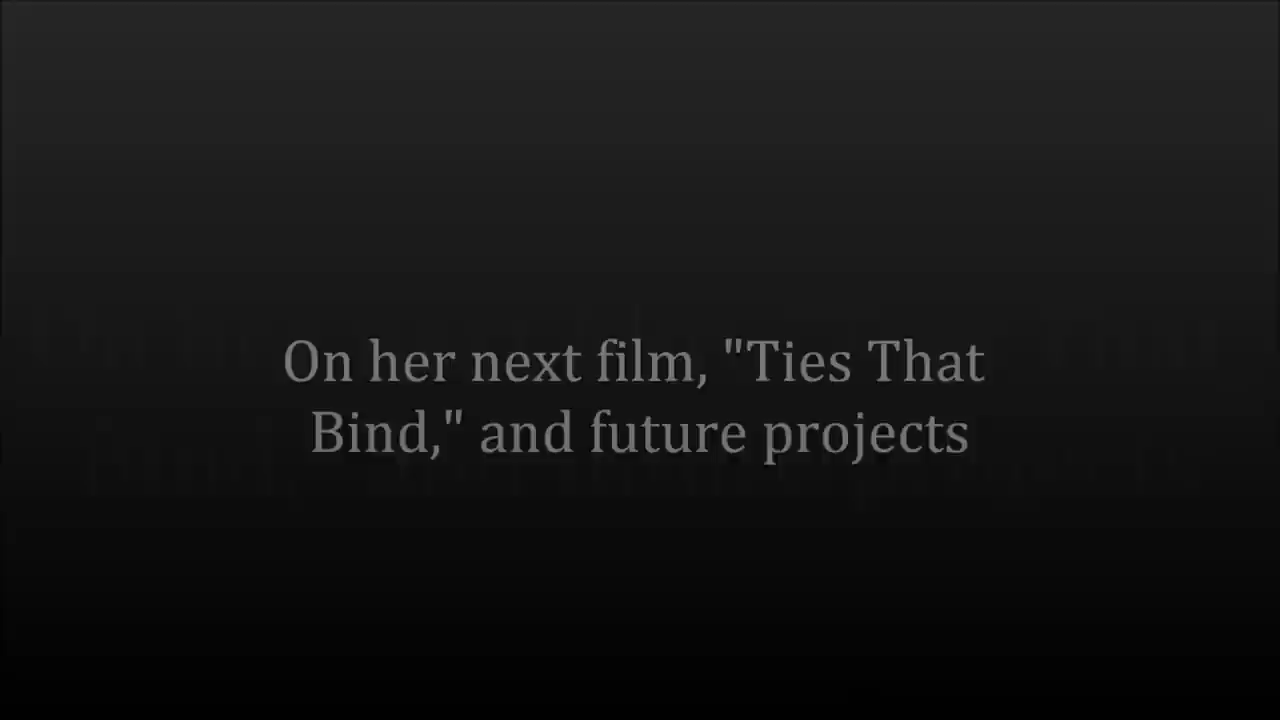 On her next film, "Ties That
Bind," and future projects